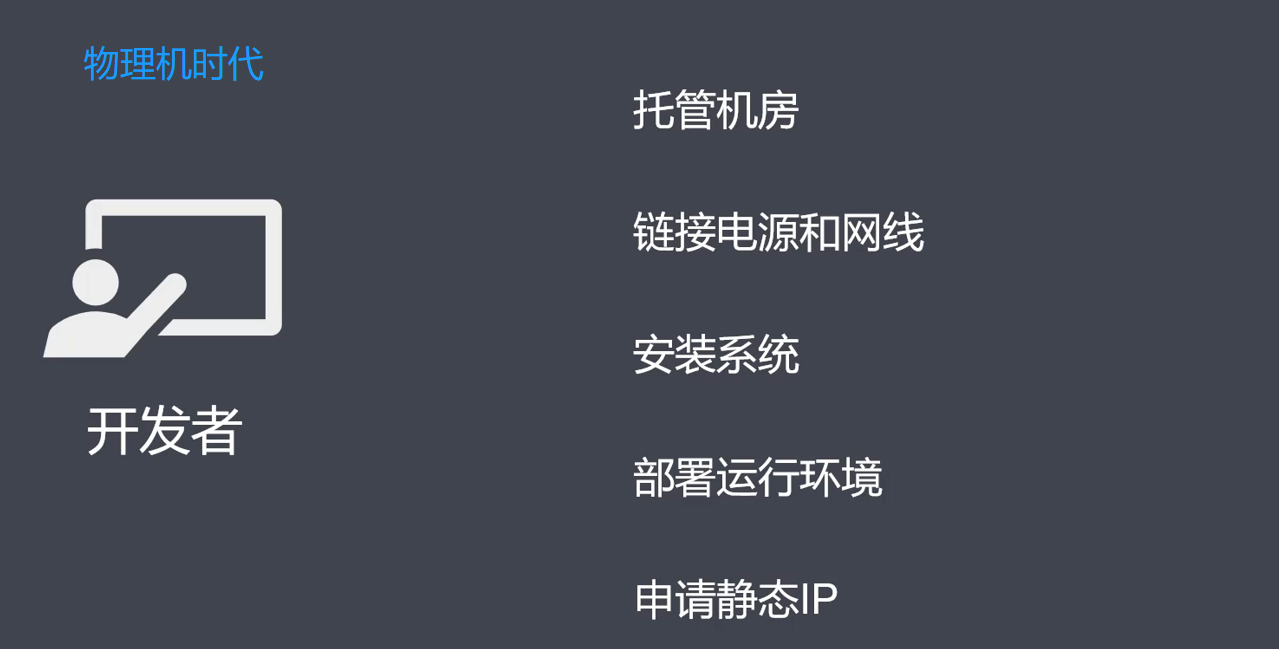 物理机时代
托管机房
链接电源和网线
安装系统
开发者
部署运行环境
申请静态IP